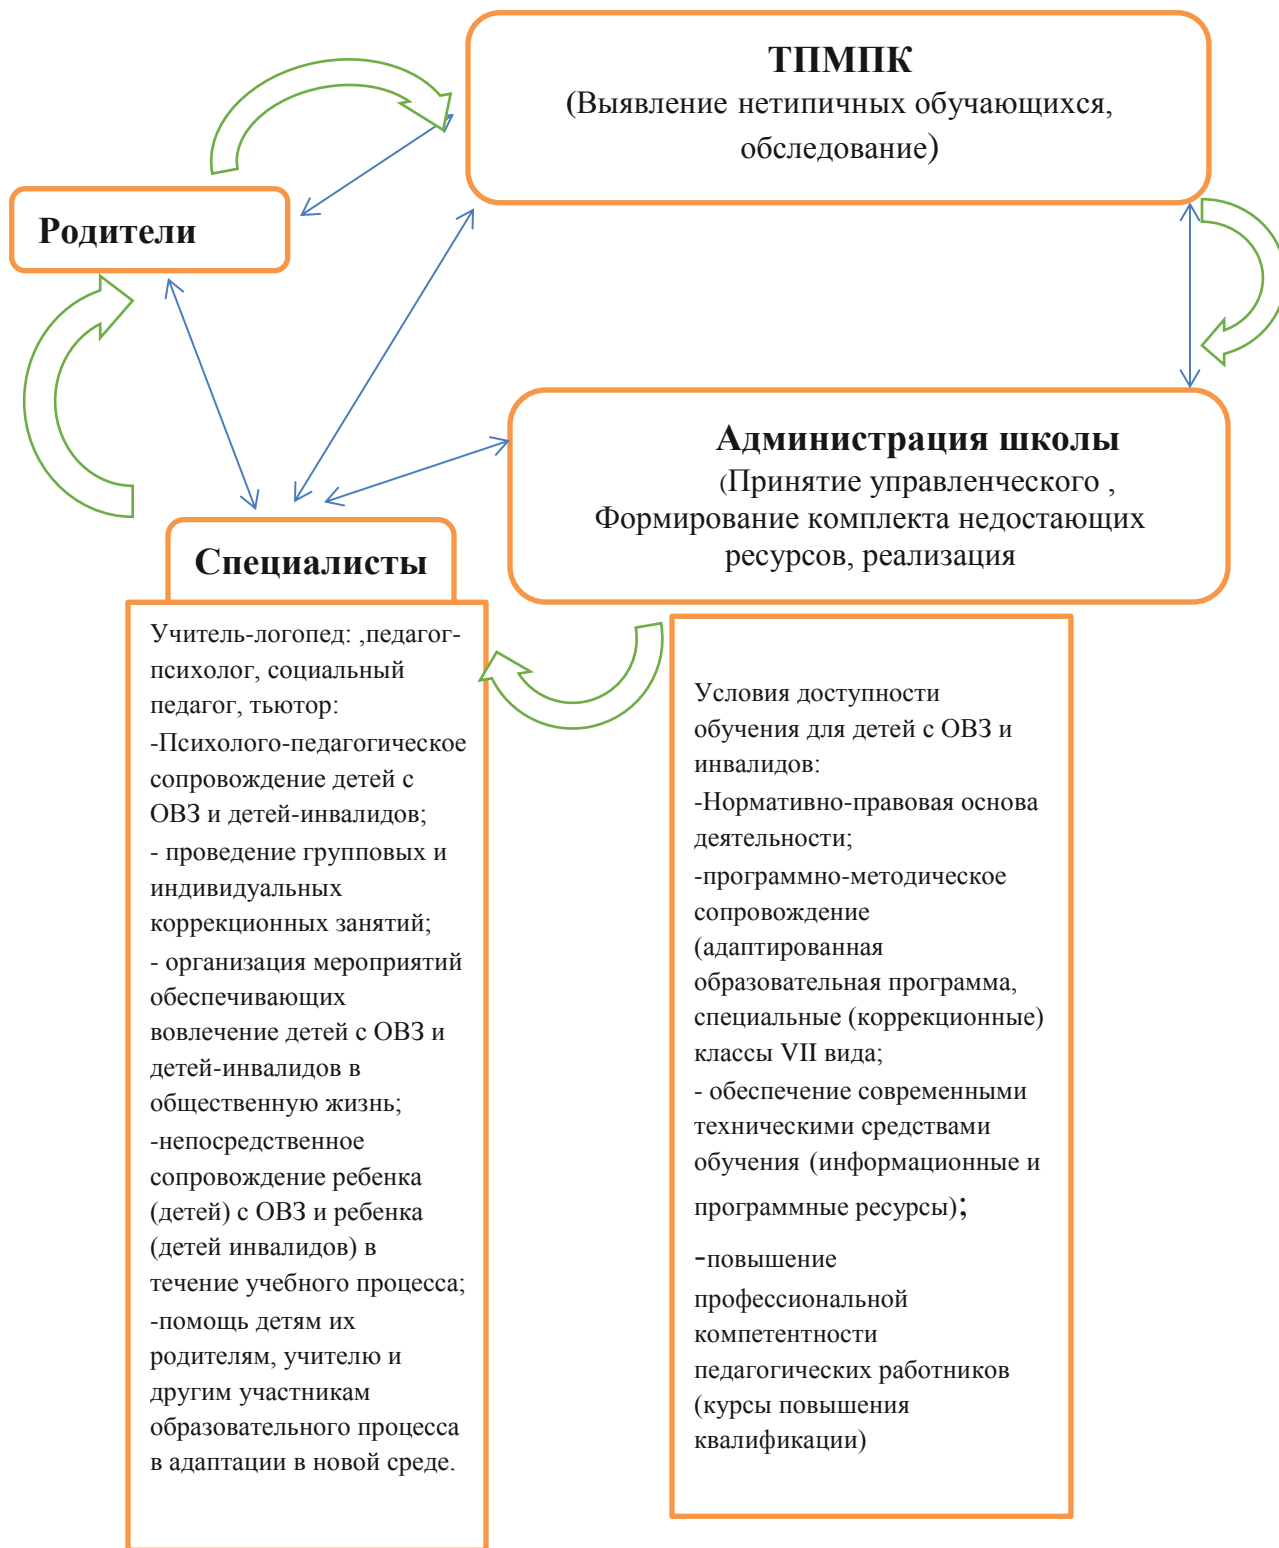 ТПМПК
(Выявление нетипичных обучающихся,
обследование)
Родители
Администрация школы
(Принятие управленческого ,
Формирование комплекта недостающих
ресурсов, реализация
Специалисты
Учитель-логопед: ,педагог-
психолог, социальный
педагог, тьютор:
-Психолого-педагогическое
сопровождение детей с
ОВЗ и детей-инвалидов;
- проведение групповых и
индивидуальных
коррекционных занятий;
- организация мероприятий
обеспечивающих
вовлечение детей с ОВЗ и
детей-инвалидов в
общественную жизнь;
-непосредственное
сопровождение ребенка
(детей) с ОВЗ и ребенка
(детей инвалидов) в
течение учебного процесса;
-помощь детям их
родителям, учителю и
другим участникам
образовательного процесса
в адаптации в новой среде.
Условия доступности
обучения для детей с ОВЗ и
инвалидов:
-Нормативно-правовая основа
деятельности;
-программно-методическое
сопровождение
(адаптированная
образовательная программа,
специальные (коррекционные)
классы VII вида;
- обеспечение современными
техническими средствами
обучения (информационные и
программные ресурсы);
-повышение
профессиональной
компетентности
педагогических работников
(курсы повышения
квалификации)